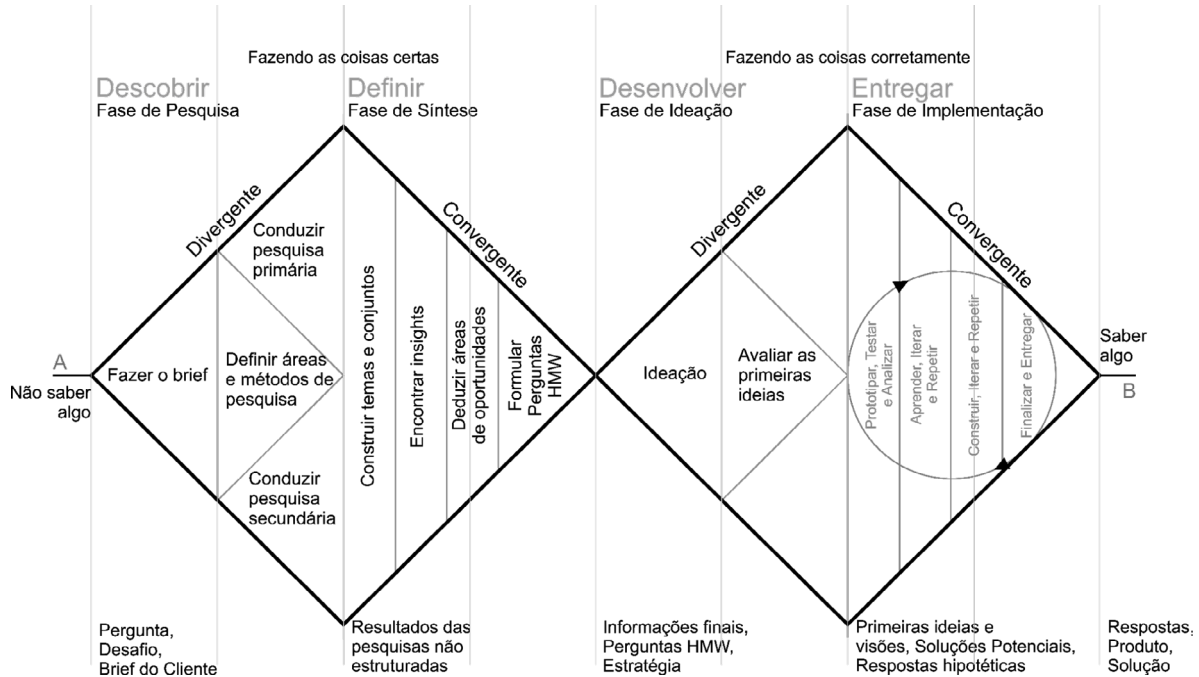 Fazendo as coisas certas
Fazendo as coisas corretamente
Descobrir
Fase de Pesquisa
Definir
Fase de Síntese
Desenvolver
Fase de Ideação
Entregar
Fase de Implementação
Divergente
Convergente
Divergente
Convergente
A
Não saber
algo
Fazer o brief
Conduzir
pesquisa
primária
Definir áreas
e métodos de
pesquisa
Conduzir
pesquisa
secundária
Construir temas e conjuntos
Encontrar insights
Deduzir áreas
de oportunidades
Formular
Perguntas
HMW
Ideação
Avaliar as
primeiras
ideias
Prototipar, Testar
e Analizar
Aprender, Iterar
e Repetir
Construir, Iterar e Repetir
Finalizar e Entregar
Saber
algo
B
Pergunta,
Desafio,
Brief do Cliente
Resultados das
pesquisas não
estruturadas
Informações finais,
Perguntas HMW,
Estratégia
Primeiras ideias e
visões, Soluções Potenciais,
Respostas hipotéticas
Respostas,
Produto,
Solução